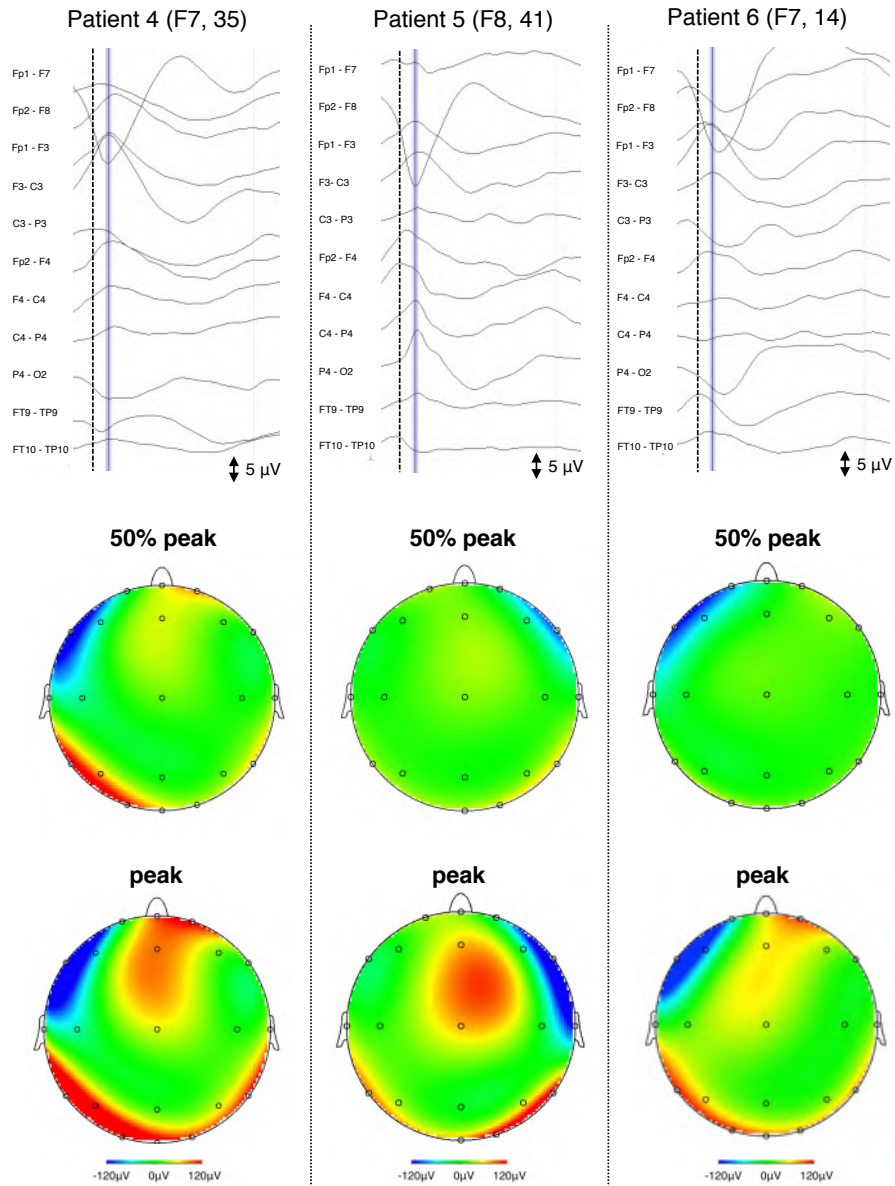 Patient 4 (F7, 35)
Fp1 - F7
Fp2 - F8
Fp1 - F3
F3- C3
C3 - P3
Fp2 - F4
F4 - C4
C4 - P4
P4 - O2
FT9 - TP9
FT10 - TP10
5 µV
Patient 5 (F8, 41)
Fp1 - F7
Fp2 - F8
Fp1 - F3
F3 - C3
C3 - P3
Fp2 - F4
F4 - C4
C4 - P4
P4 - O2
FT9 - TP9
FT10 - TP10
5 µV
Patient 6 (F7, 14)
Fp1 - F7
Fp2 - F8
Fp1 - F3
F3- C3
C3 - P3
Fp2 - F4
F4 - C4
C4 - P4
P4 - O2
FT9 - TP9
FT10 - TP10
5 µV
50% peak
50% peak
50% peak
peak
peak
peak
-120µV 0µV 120µV
-120µV 0µV 120µV
-120µV 0µV 120µV